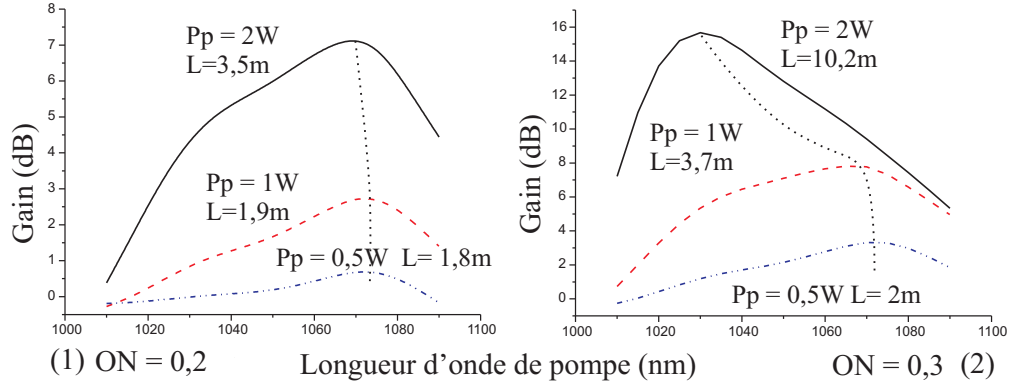 8
7
6
5
4
3
2
1
0
Gain (dB)
Pp = 2W
L=3,5m
Pp = 1W
L=1,9m
Pp = 0,5W L= 1,8m
1000 1020 1040 1060 1080 1100
16
14
12
10
8
6
4
2
0
Gain (dB)
Pp = 2W
L=10,2m
Pp = 1W
L=3,7m
Pp = 0,5W L= 2m
1000 1020 1040 1060 1080 1100
(1) ON = 0,2 Longueur d'onde de pompe (nm) ON = 0,3 (2)